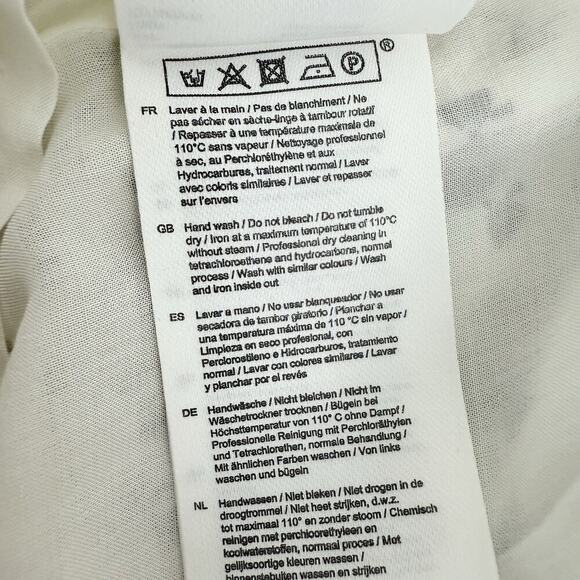 ®
P
FR Laver à la main / Pas de blanchiment / Ne
pas sécher en sèche-linge à tambour rotatif
/ Repasser à une température maximale de
110°C sans vapeur / Nettoyage professionnel
à sec, au Perchloréthylène et aux
Hydrocarbures, traitement normal / Laver
avec coloris similaires / Laver et repasser
sur l'envers
GB Hand wash / Do not bleach / Do not tumble
dry / Iron at a maximum temperature of 110°C
without steam / Professional dry cleaning in
tetrachloroethene and hydrocarbons, normal
process / Wash with similar colours / Wash
and iron inside out
ES Lavar a mano / No usar blanqueador / No usar
secadora de tambor giratorio / Planchar a
una temperatura máxima de 110 °C sin vapor /
Limpieza en seco profesional, con
Percloroetileno e Hidrocarburos, tratamiento
normal / Lavar con colores similares / Lavar
y planchar por el revés
DE Handwäsche / Nicht bleichen / Nicht im
Wäschetrockner trocknen / Bügeln bei
Höchsttemperatur von 110° C ohne Dampf /
Professionelle Reinigung mit Perchloräthylen
und Tetrachlorethen, normale Behandlung /
Mit ähnlichen Farben waschen / Von links
waschen und bügeln
NL Handwassen / Niet bleken / Niet drogen in de
droogtrommel / Niet heet strijken, d.w.z.
tot maximaal 110° en zonder stoom / Chemisch
reinigen met perchloorethyleen en
koolwaterstoffen, normaal proces / Met
gelijksoortige kleuren wassen /
binnenstebuiten wassen en strijken